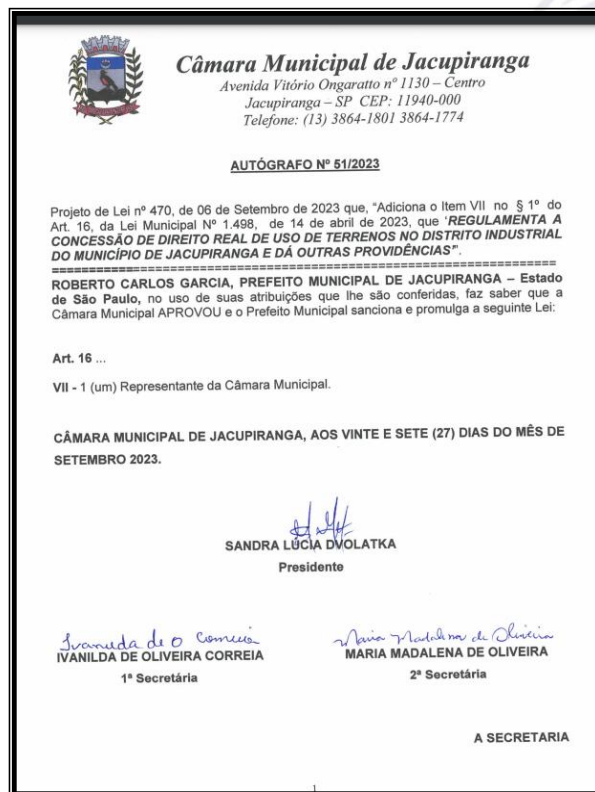 Câmara Municipal de Jacupiranga
Avenida Vitório Ongaratto nº 1130 – Centro
Jacupiranga – SP CEP: 11940-000
Telefone: (13) 3864-1801 3864-1774
AUTÓGRAFO Nº 51/2023
Projeto de Lei nº 470, de 06 de Setembro de 2023 que, "Adiciona o Item VII no § 1º do
Art. 16, da Lei Municipal Nº 1.498, de 14 de abril de 2023, que 'REGULAMENTA A
CONCESSÃO DE DIREITO REAL DE USO DE TERRENOS NO DISTRITO INDUSTRIAL
DO MUNICÍPIO DE JACUPIRANGA E DÁ OUTRAS PROVIDÊNCIAS'".
ROBERTO CARLOS GARCIA, PREFEITO MUNICIPAL DE JACUPIRANGA – Estado
de São Paulo, no uso de suas atribuições que lhe são conferidas, faz saber que a
Câmara Municipal APROVOU e o Prefeito Municipal sanciona e promulga a seguinte Lei:
Art. 16 ...
VII - 1 (um) Representante da Câmara Municipal.
CÂMARA MUNICIPAL DE JACUPIRANGA, AOS VINTE E SETE (27) DIAS DO MÊS DE
SETEMBRO 2023.
SANDRA LÚCIA DVOLATKA
Presidente
Ivanilda de O Correia
IVANILDA DE OLIVEIRA CORREIA
1ª Secretária
Maria Madalena de Oliveira
MARIA MADALENA DE OLIVEIRA
2ª Secretária
A SECRETARIA
1